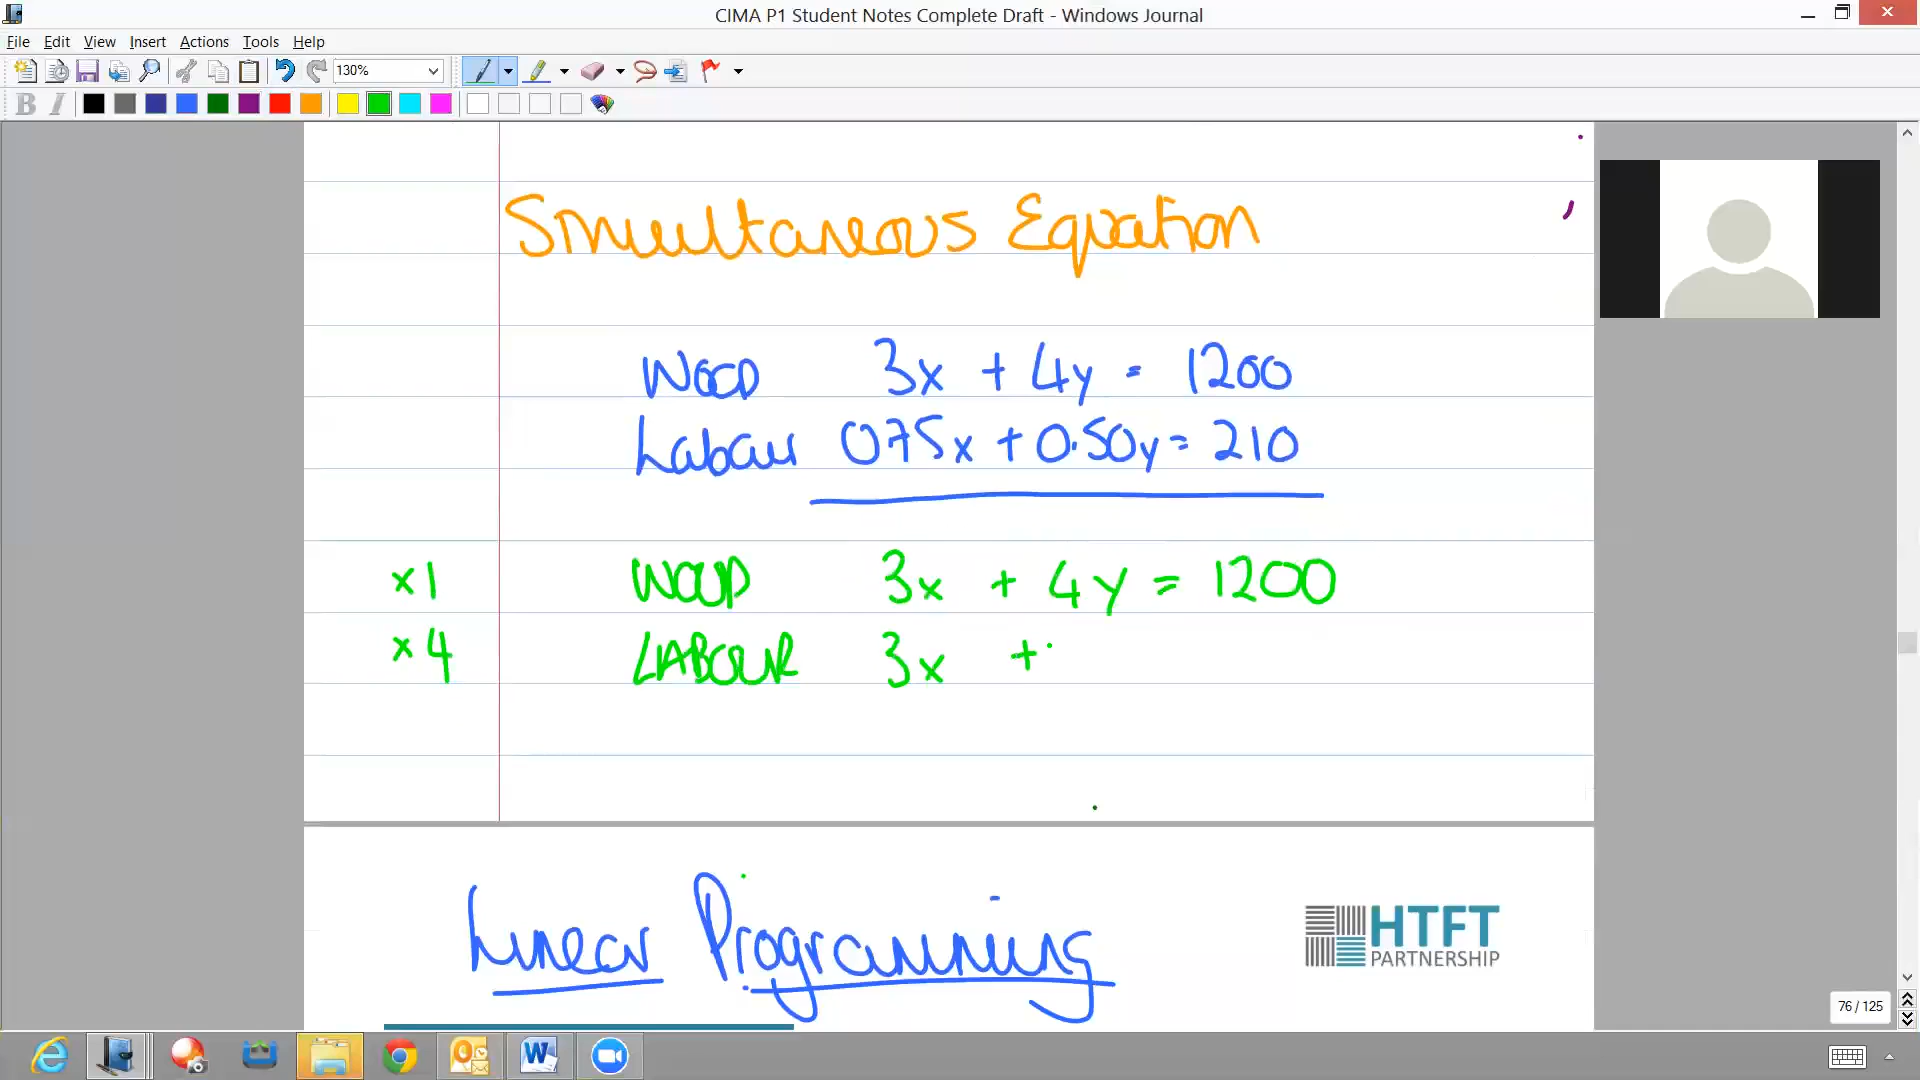 CIMA P1 Student Notes Complete Draft - Windows Journal
File Edit View Insert Actions Tools Help
130%
B I
Simultaneous Equation
WOOD 3x + 4y = 1200
Labour 075x + 0.50y = 210
x1 WOOD 3x + 4y = 1200
x4 LABOUR 3x +
Linear Programming
HTFT
PARTNERSHIP
76 / 125